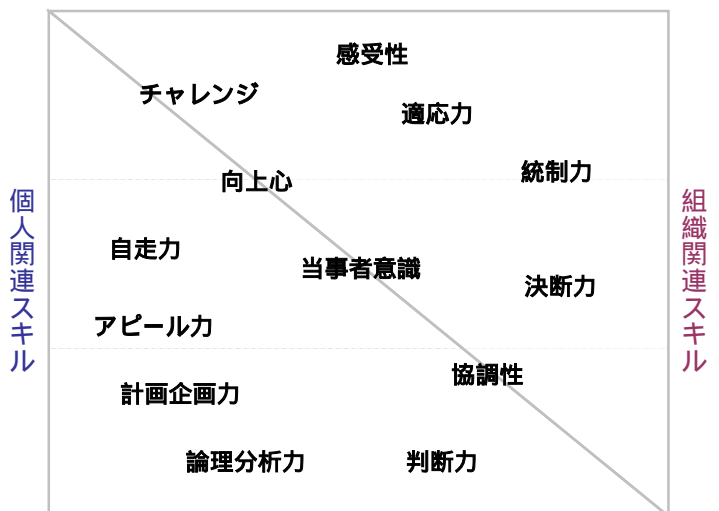 感受性
チャレンジ
適応力
統制力
向上心
個人関連スキル
組織関連スキル
自走力
当事者意識
決断力
アピール力
協調性
計画企画力
論理分析力
判断力